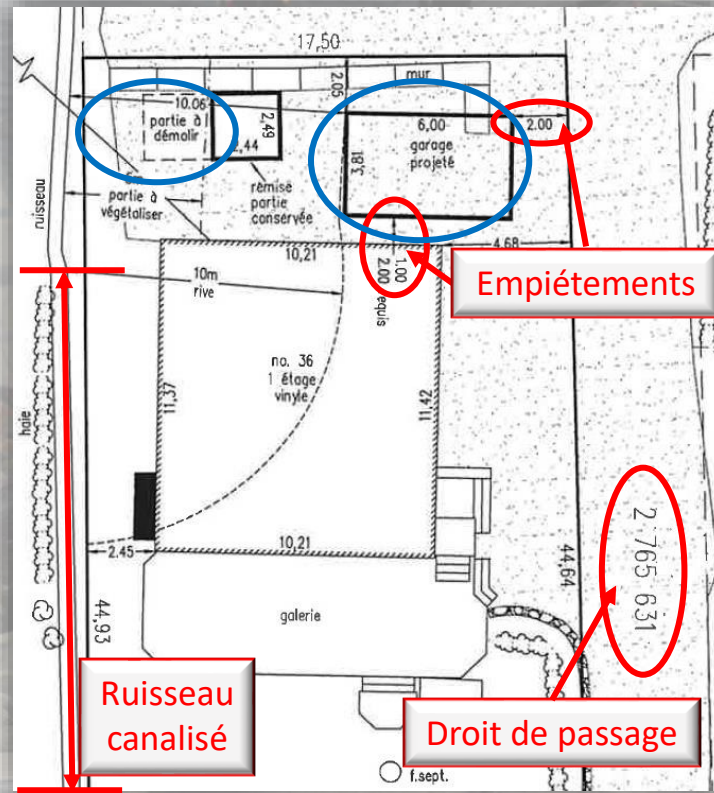 17,50
2.05
mur
10.06
partie à
démolir
2,49
2,44
6,00
garage
projeté
3,81
2.00
remise
partie
conservée
5m
partie à
végétaliser
ruisseau
10,21
4,68
1.00
2.00 requis
Empiétements
10m
rive
no. 36
1 étage
vinyle
11,37
11,42
haie
2 765 631
10,21
2.45
44,64
44,93
galerie
Ruisseau
canalisé
Droit de passage
f.sept.